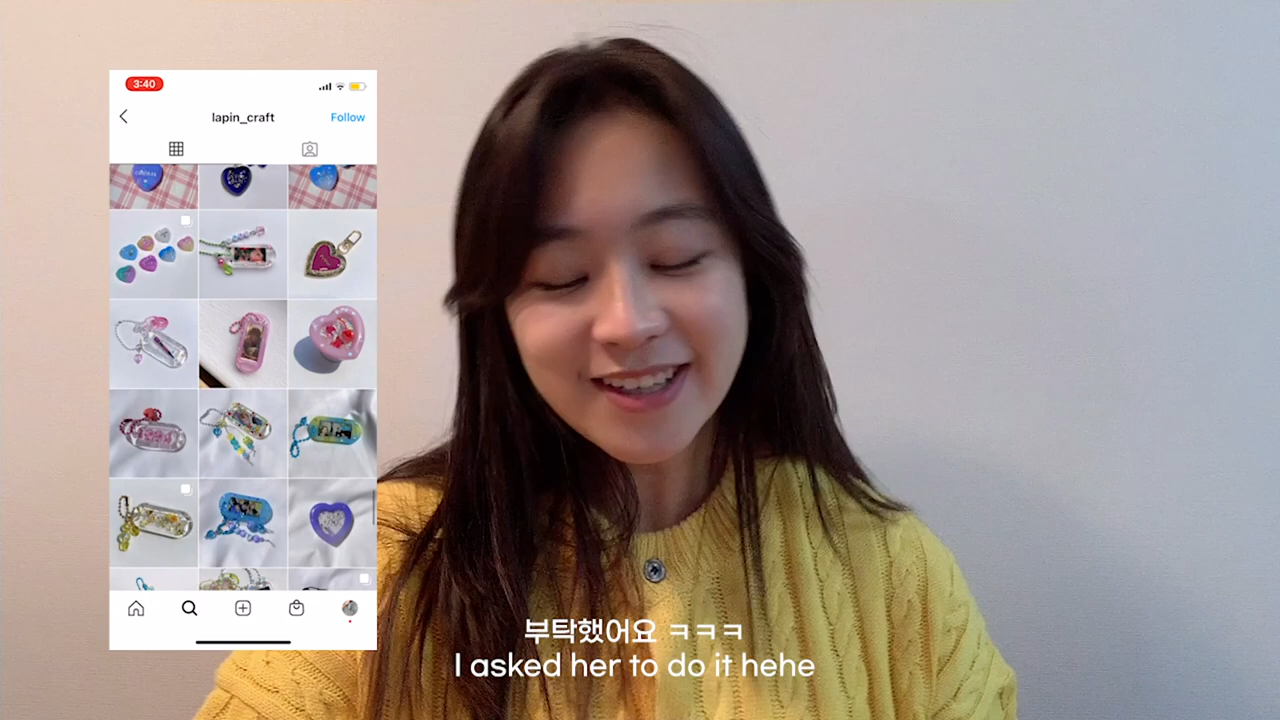 3:40
lapin_craft
Follow
부탁했어요 ㅋㅋㅋ
I asked her to do it hehe